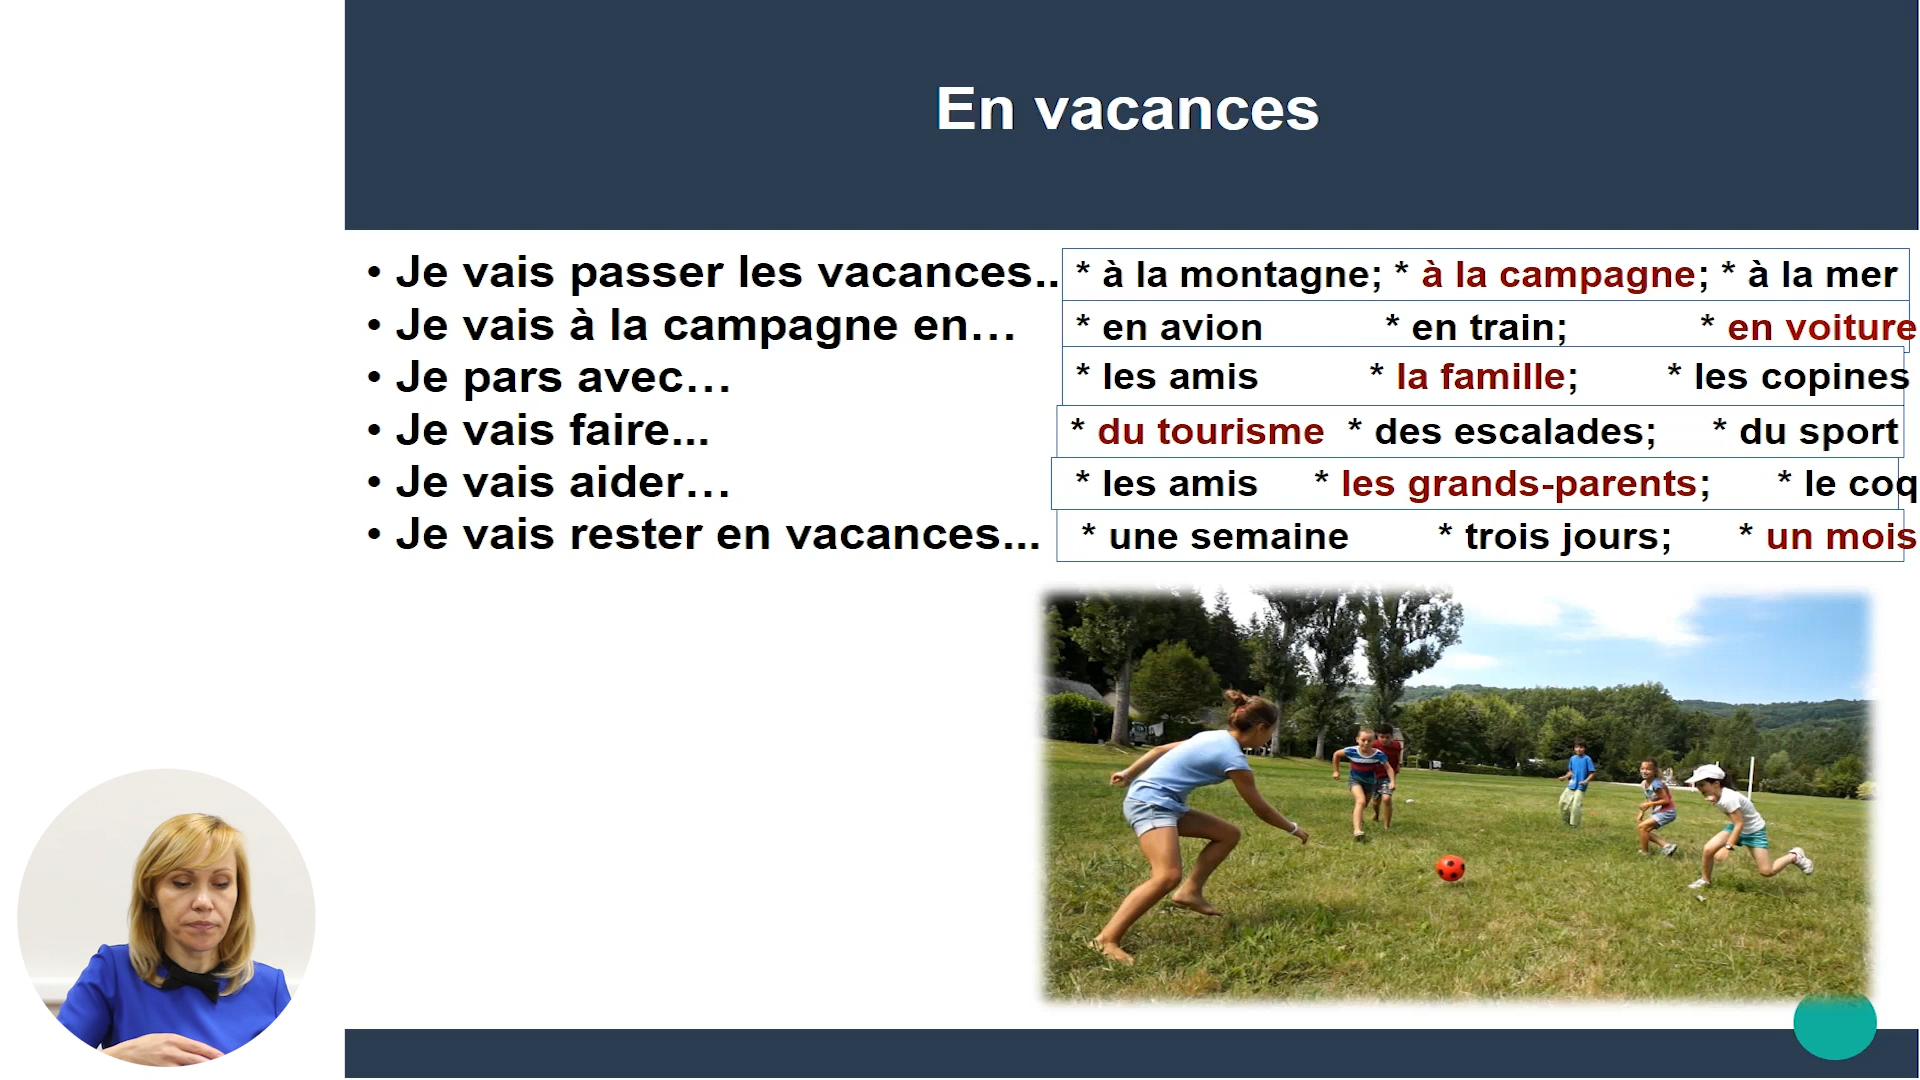 En vacances
• Je vais passer les vacances.. * à la montagne; * à la campagne; * à la mer
• Je vais à la campagne en… * en avion * en train; * en voiture
• Je pars avec… * les amis * la famille; * les copines
• Je vais faire... * du tourisme * des escalades; * du sport
• Je vais aider… * les amis * les grands-parents; * le coq
• Je vais rester en vacances... * une semaine * trois jours; * un mois